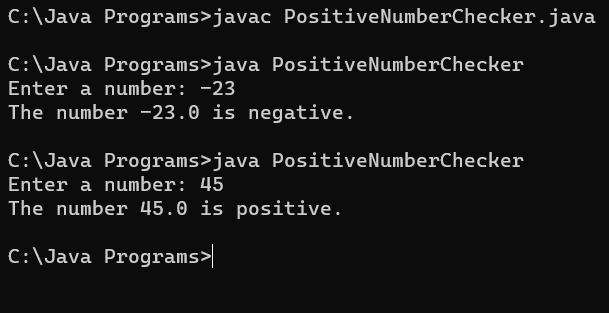 C:\Java Programs>javac PositiveNumberChecker.java
C:\Java Programs>java PositiveNumberChecker
Enter a number: -23
The number -23.0 is negative.
C:\Java Programs>java PositiveNumberChecker
Enter a number: 45
The number 45.0 is positive.
C:\Java Programs>